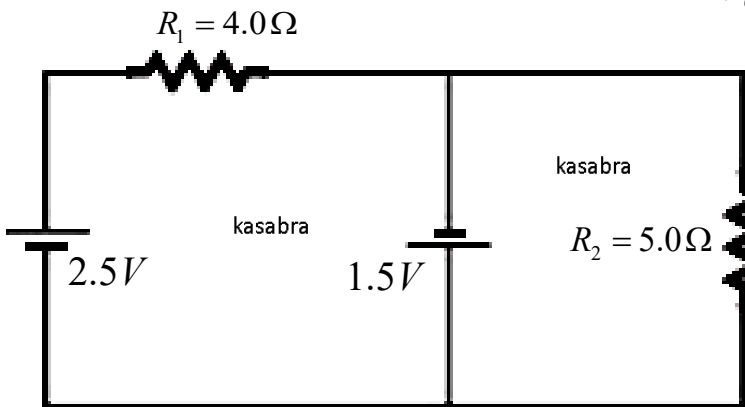 R₁ = 4.0Ω
kasabra
kasabra
R₂ = 5.0Ω
2.5V
1.5V